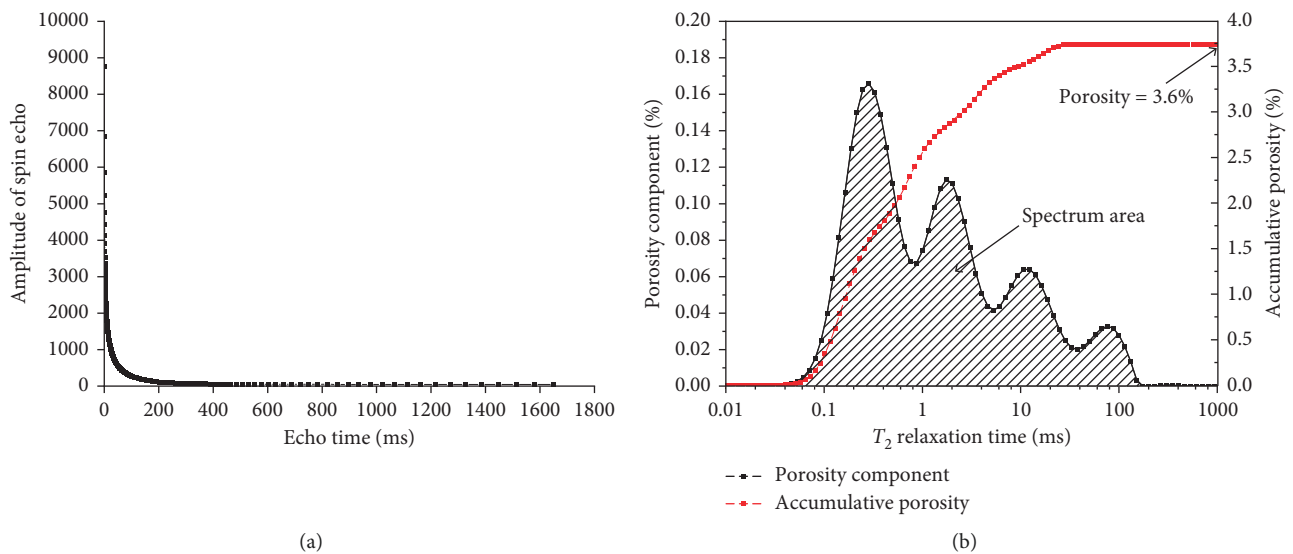 10000
9000
8000
7000
6000
5000
4000
3000
2000
1000
0
Amplitude of spin echo
0 200 400 600 800 1000 1200 1400 1600 1800
Echo time (ms)
(a)
0.20
0.18
0.16
0.14
0.12
0.10
0.08
0.06
0.04
0.02
0.00
Porosity component (%)
4.0
3.5
3.0
2.5
2.0
1.5
1.0
0.5
0.0
Accumulative porosity (%)
Porosity = 3.6%
Spectrum area
0.01 0.1 1 10 100 1000
T2 relaxation time (ms)
Porosity component
Accumulative porosity
(b)